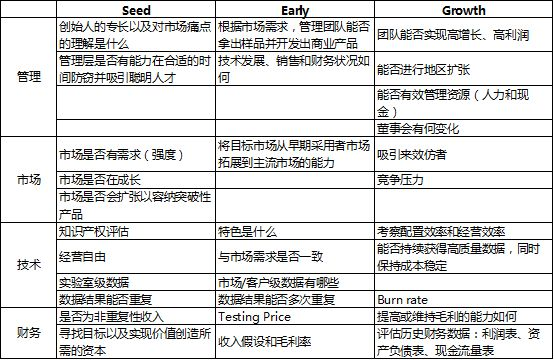 Seed Early Growth
管理
创始人的专长以及对市场痛点
的理解是什么
根据市场需求，管理团队能否
拿出样品并开发出商业产品
团队能否实现高增长、高利润
管理层是否有能力在合适的时
间防窃并吸引聪明人才
技术发展、销售和财务状况如
何
能否进行地区扩张
能否有效管理资源（人力和现
金）
董事会有何变化
市场
市场是否有需求（强度）
将目标市场从早期采用者市场
拓展到主流市场的能力
吸引来效仿者
市场是否在成长
竞争压力
市场是否会扩张以容纳突破性
产品
技术
知识产权评估
特色是什么
考察配置效率和经营效率
经营自由
与市场需求是否一致
能否持续获得高质量数据，同时
保持成本稳定
实验室级数据
市场/客户级数据有哪些
数据结果能否重复
数据结果能否多次重复
Burn rate
财务
是否为非重复性收入
Testing Price
提高或维持毛利的能力如何
寻找目标以及实现价值创造所
需的资本
收入假设和毛利率
评估历史财务数据：利润表、资
产负债表、现金流量表